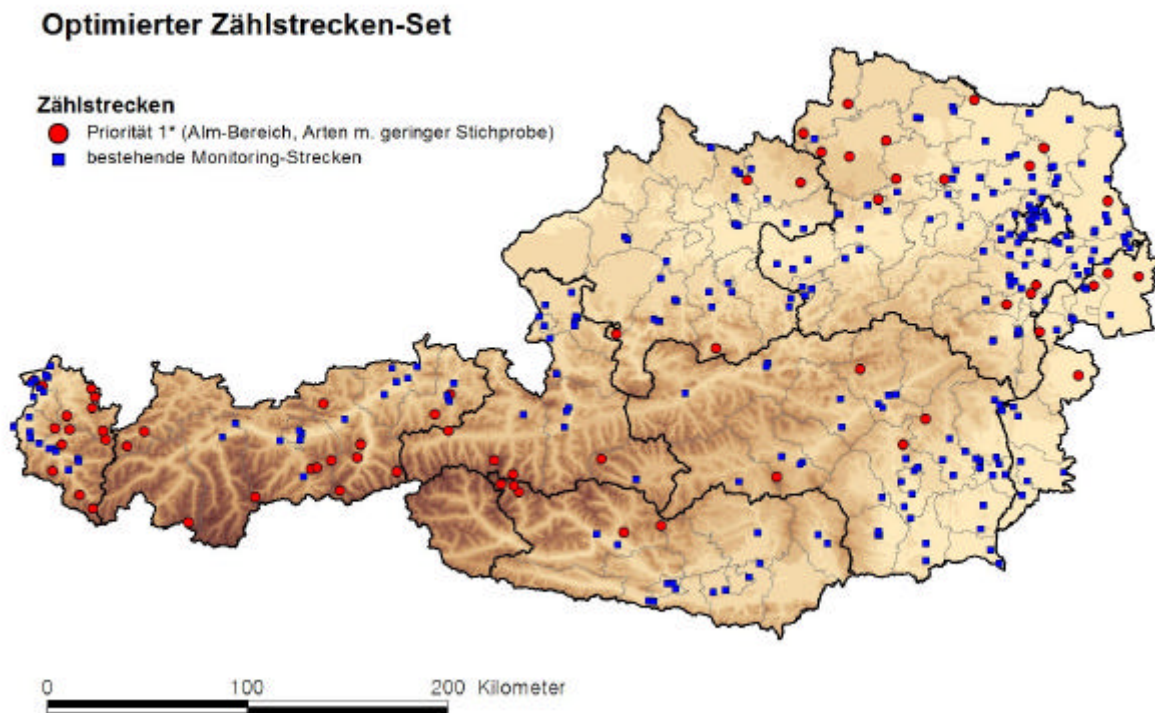 Optimierter Zählstrecken-Set
Zählstrecken
Priorität 1* (Alm-Bereich, Arten m. geringer Stichprobe)
bestehende Monitoring-Strecken
0 100 200 Kilometer